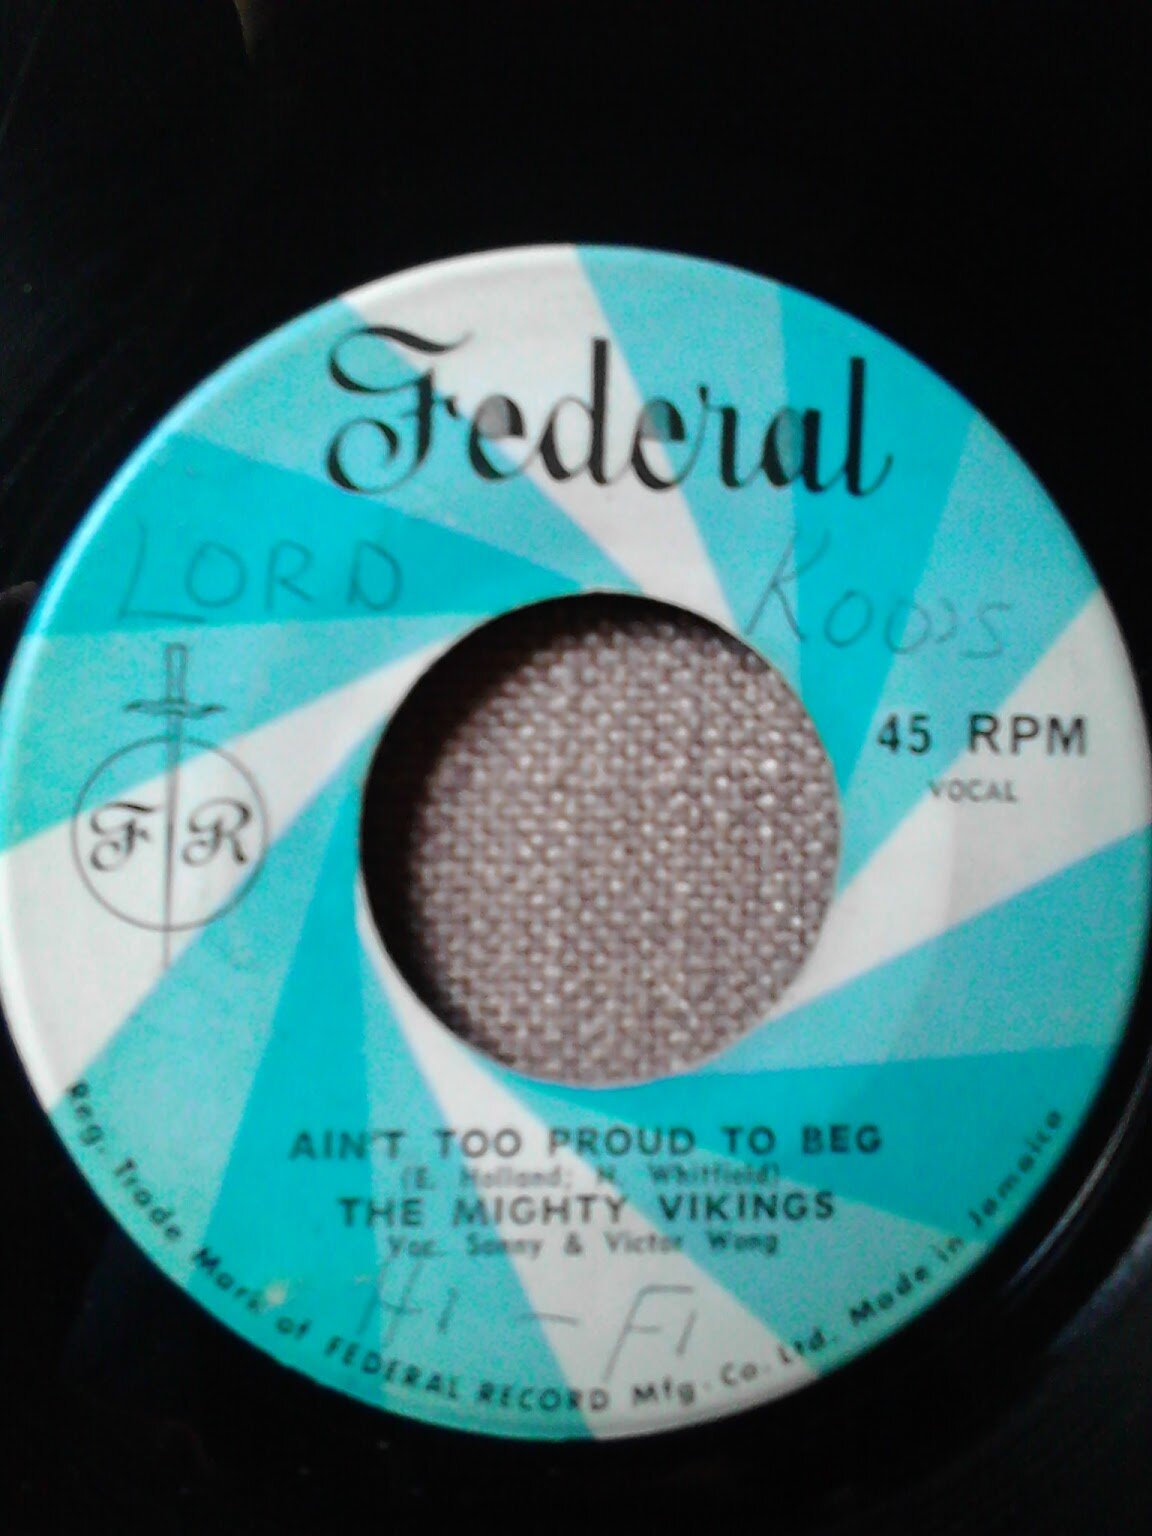 Federal
LORD KOO'S
45 RPM
VOCAL
F R
AIN'T TOO PROUD TO BEG
(E. Holland; N. Whitfield)
THE MIGHTY VIKINGS
Voc. Sonny & Victor Wong
HI - FI
Reg. Trade Mark of FEDERAL RECORD Mfg. Co. Ltd. Made in Jamaica